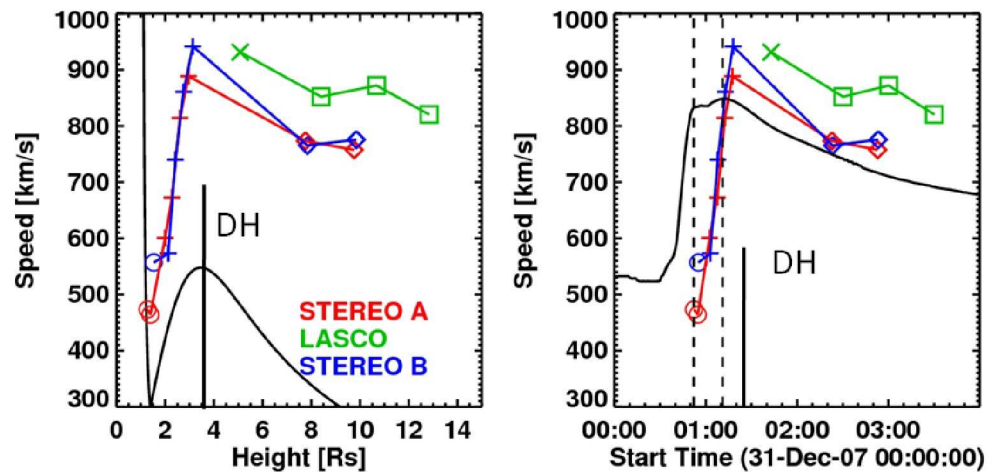 1000
900
800
700
600
500
400
300
Speed [km/s]
DH
STEREO A
LASCO
STEREO B
0 2 4 6 8 10 12 14
Height [Rs]
1000
900
800
700
600
500
400
300
Speed [km/s]
DH
00:00 01:00 02:00 03:00
Start Time (31-Dec-07 00:00:00)